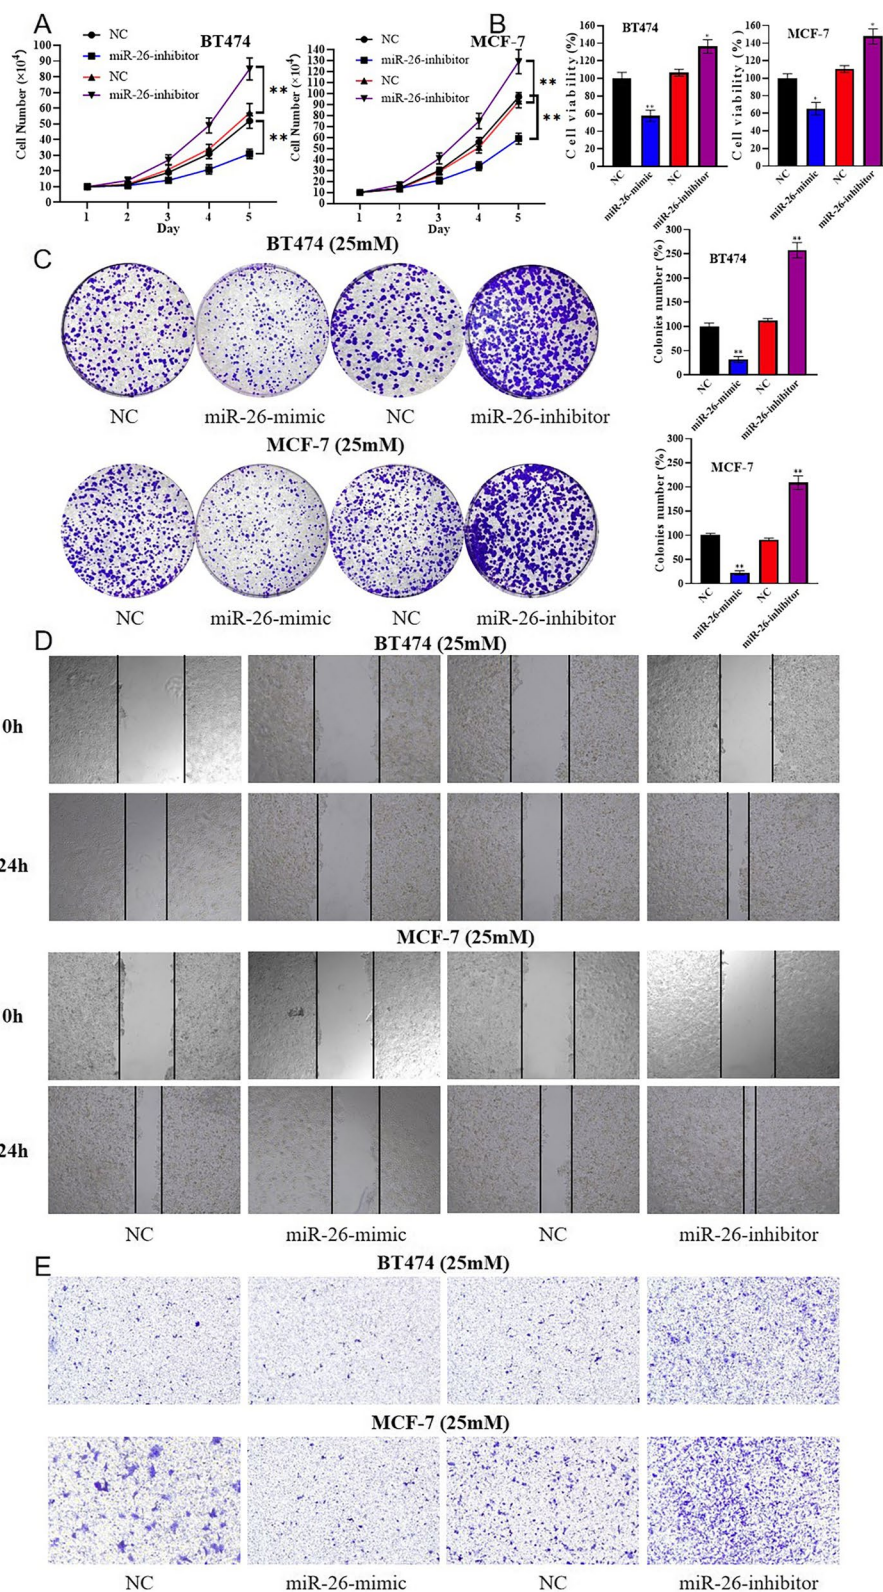 A
BT474
NC
miR-26-inhibitor
NC
miR-26-inhibitor
Cell Number (×10⁴)
100
90
80
70
60
50
40
30
20
10
0
**
**
1 2 3 4 5
Day
MCF-7
NC
miR-26-inhibitor
NC
miR-26-inhibitor
Cell Number (×10⁴)
140
130
120
110
100
90
80
70
60
50
40
30
20
10
0
**
**
1 2 3 4 5
Day
B
BT474
Cell viability (%)
160
140
120
100
80
60
40
20
0
**
*
NC
miR-26-mimic
NC
miR-26-inhibitor
MCF-7
Cell viability (%)
160
140
120
100
80
60
40
20
0
*
*
NC
miR-26-mimic
NC
miR-26-inhibitor
C
BT474 (25mM)
NC miR-26-mimic NC miR-26-inhibitor
BT474
Colonies number (%)
300
250
200
150
100
50
0
**
**
NC
miR-26-mimic
NC
miR-26-inhibitor
MCF-7 (25mM)
NC miR-26-mimic NC miR-26-inhibitor
MCF-7
Colonies number (%)
300
250
200
150
100
50
0
**
**
NC
miR-26-mimic
NC
miR-26-inhibitor
D
BT474 (25mM)
0h
24h
MCF-7 (25mM)
0h
24h
NC miR-26-mimic NC miR-26-inhibitor
E
BT474 (25mM)
MCF-7 (25mM)
NC miR-26-mimic NC miR-26-inhibitor